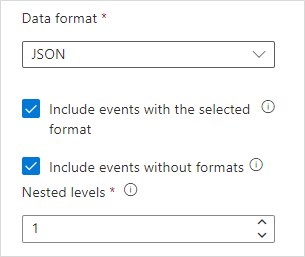 Data format *
JSON
Include events with the selected
format
Include events without formats
Nested levels *
1